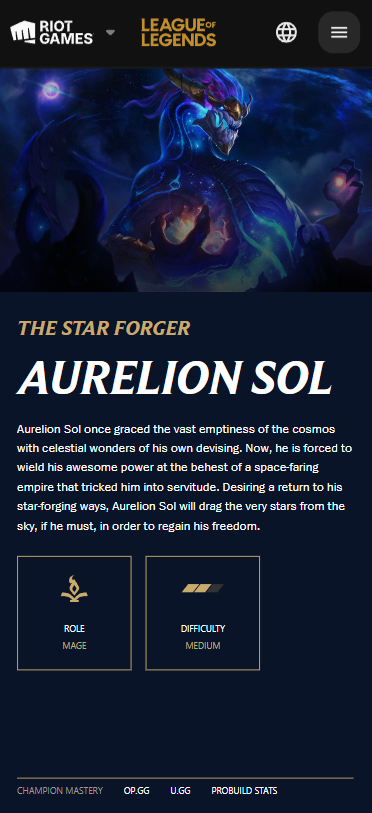 RIOT GAMES
LEAGUE OF LEGENDS
THE STAR FORGER
AURELION SOL
Aurelion Sol once graced the vast emptiness of the cosmos
with celestial wonders of his own devising. Now, he is forced to
wield his awesome power at the behest of a space-faring
empire that tricked him into servitude. Desiring a return to his
star-forging ways, Aurelion Sol will drag the very stars from the
sky, if he must, in order to regain his freedom.
ROLE
MAGE
DIFFICULTY
MEDIUM
CHAMPION MASTERY OP.GG U.GG PROBUILD STATS